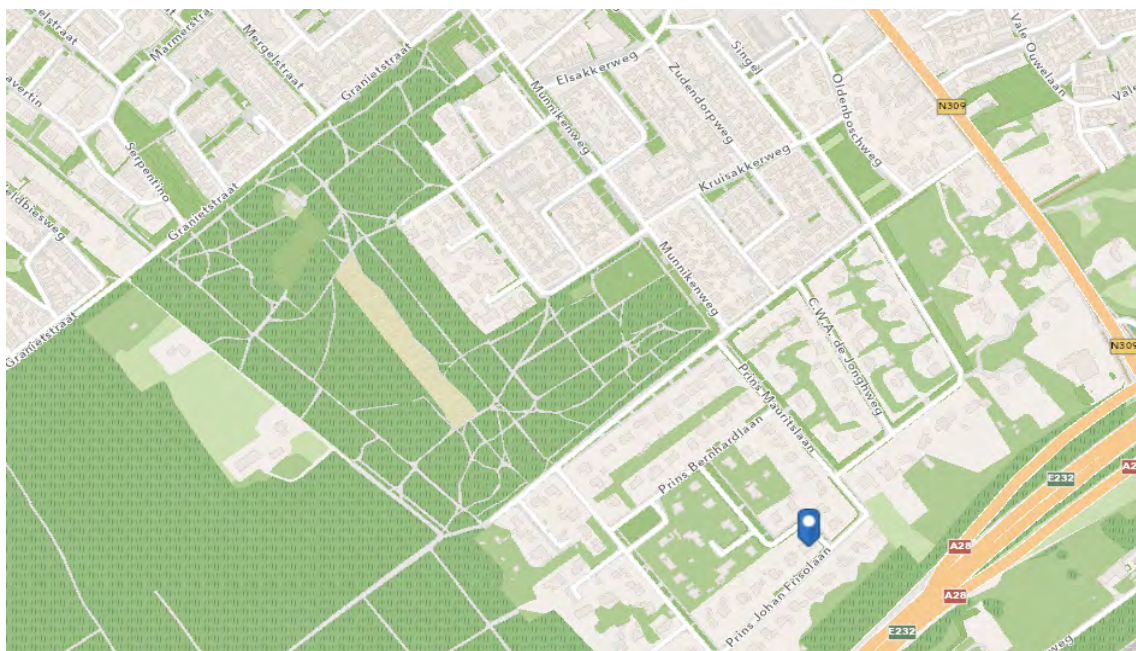 Marmerstraat
Mergelstraat
Granietstraat
Elsakkerweg
Singel
Vale Ouwelaan
Munnikenweg
Zudendorpweg
Oldenboschweg
N309
Serpentino
Kruisakkerweg
Granietstraat
Munnikenweg
C.W.A. de Jonghweg
N309
Granietstraat
Prins Mauritslaan
Prins Bernhardlaan
E232
A28
Prins Johan Frisolaan
A28
E232